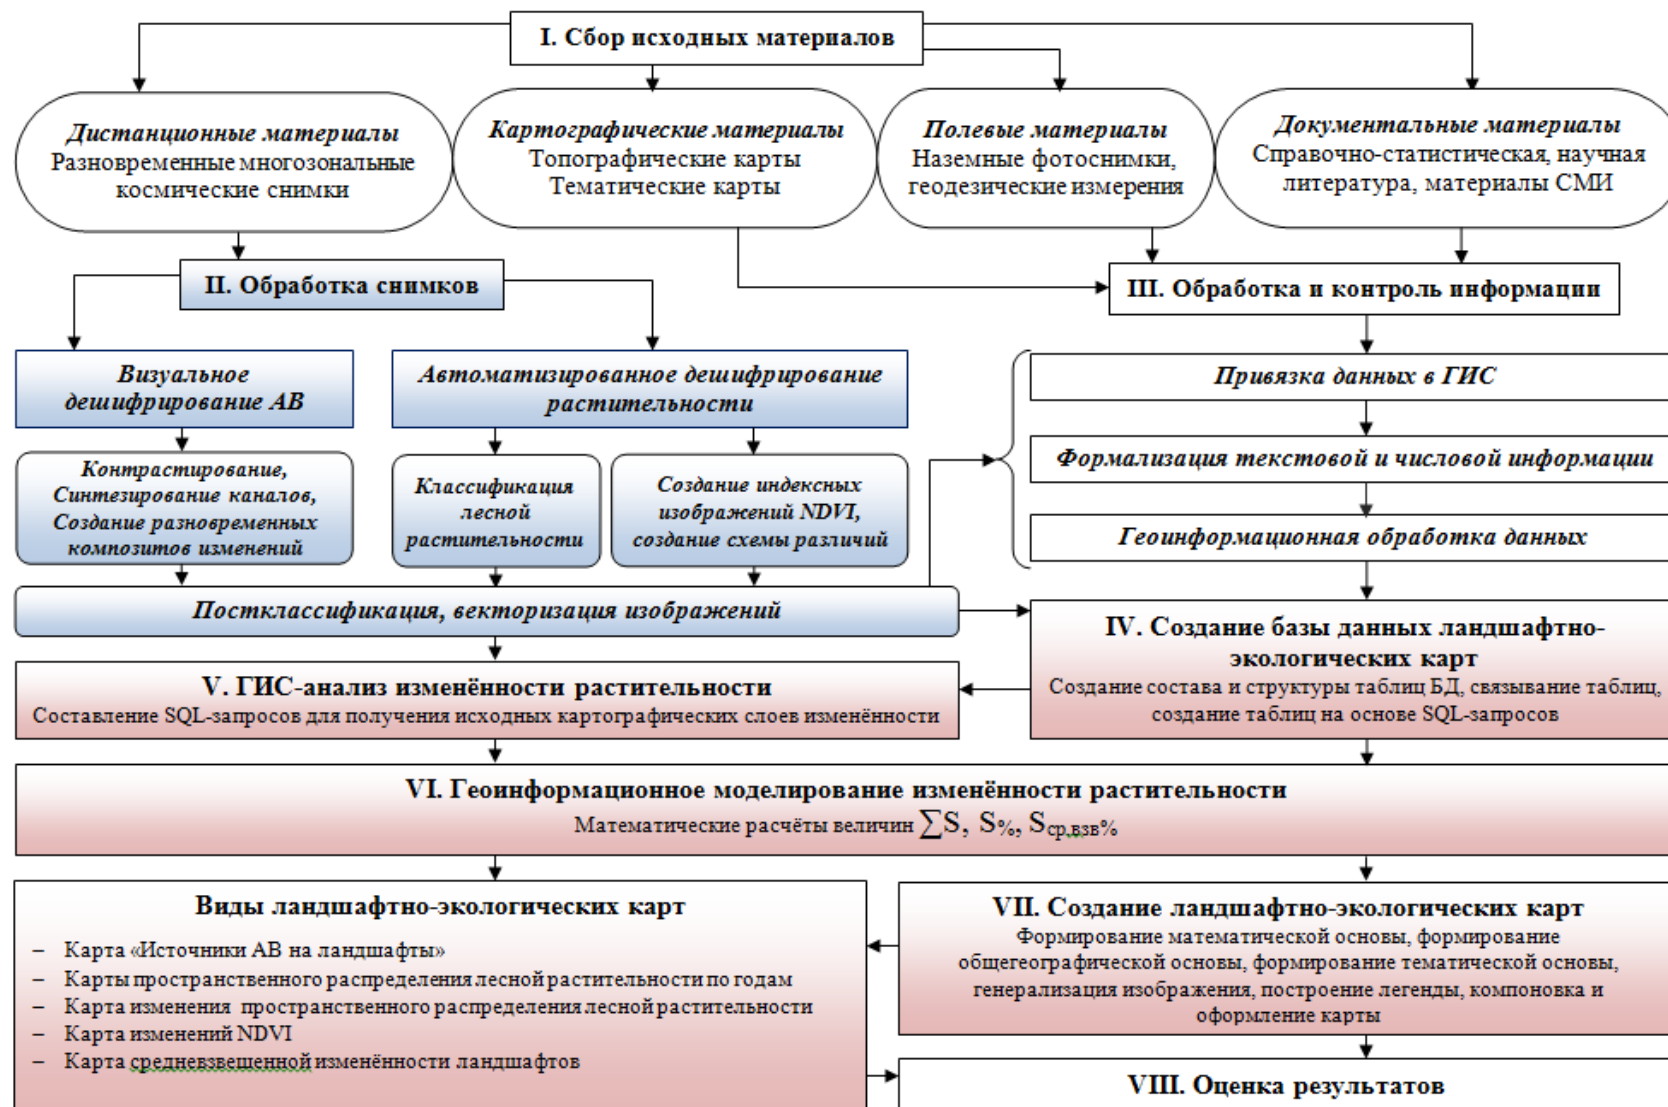 I. Сбор исходных материалов
Дистанционные материалы
Разновременные многозональные
космические снимки
Картографические материалы
Топографические карты
Тематические карты
Полевые материалы
Наземные фотоснимки,
геодезические измерения
Документальные материалы
Справочно-статистическая, научная
литература, материалы СМИ
II. Обработка снимков
III. Обработка и контроль информации
Визуальное
дешифрирование АВ
Автоматизированное дешифрирование
растительности
Привязка данных в ГИС
Формализация текстовой и числовой информации
Геоинформационная обработка данных
Контрастирование,
Синтезирование каналов,
Создание разновременных
композитов изменений
Классификация
лесной
растительности
Создание индексных
изображений NDVI,
создание схемы различий
Постклассификация, векторизация изображений
IV. Создание базы данных ландшафтно-
экологических карт
Создание состава и структуры таблиц БД, связывание таблиц,
создание таблиц на основе SQL-запросов
V. ГИС-анализ изменённости растительности
Составление SQL-запросов для получения исходных картографических слоев изменённости
VI. Геоинформационное моделирование изменённости растительности
Математические расчёты величин ∑S, S%, Sср.взв%
Виды ландшафтно-экологических карт
– Карта «Источники АВ на ландшафты»
– Карты пространственного распределения лесной растительности по годам
– Карта изменения пространственного распределения лесной растительности
– Карта изменений NDVI
– Карта средневзвешенной изменённости ландшафтов
VII. Создание ландшафтно-экологических карт
Формирование математической основы, формирование
общегеографической основы, формирование тематической основы,
генерализация изображения, построение легенды, компоновка и
оформление карты
VIII. Оценка результатов